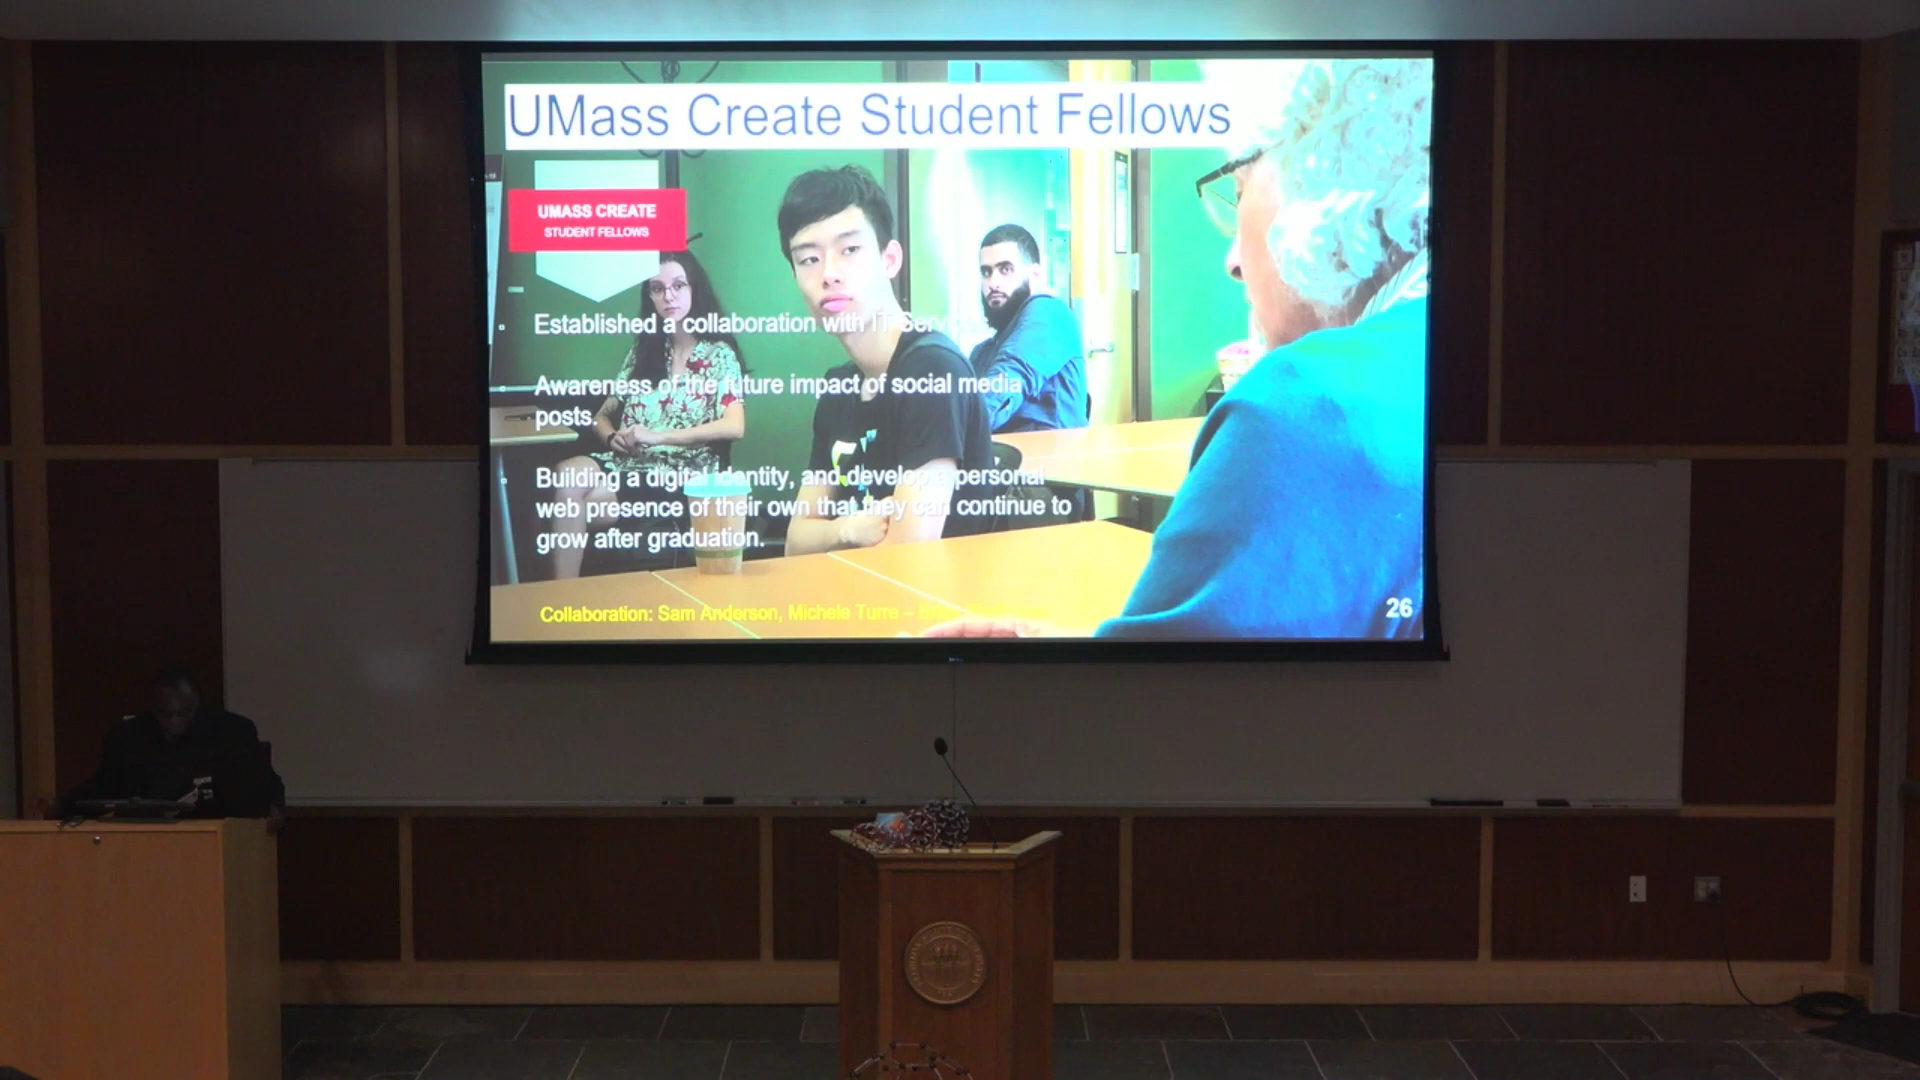 UMass Create Student Fellows
UMASS CREATE
STUDENT FELLOWS
Established a collaboration with IT
Awareness of the future impact of social media
posts.
Building a digital identity, and develop a personal
web presence of their own that they can continue to
grow after graduation.
Collaboration: Sam Anderson, Michele Turre –
26